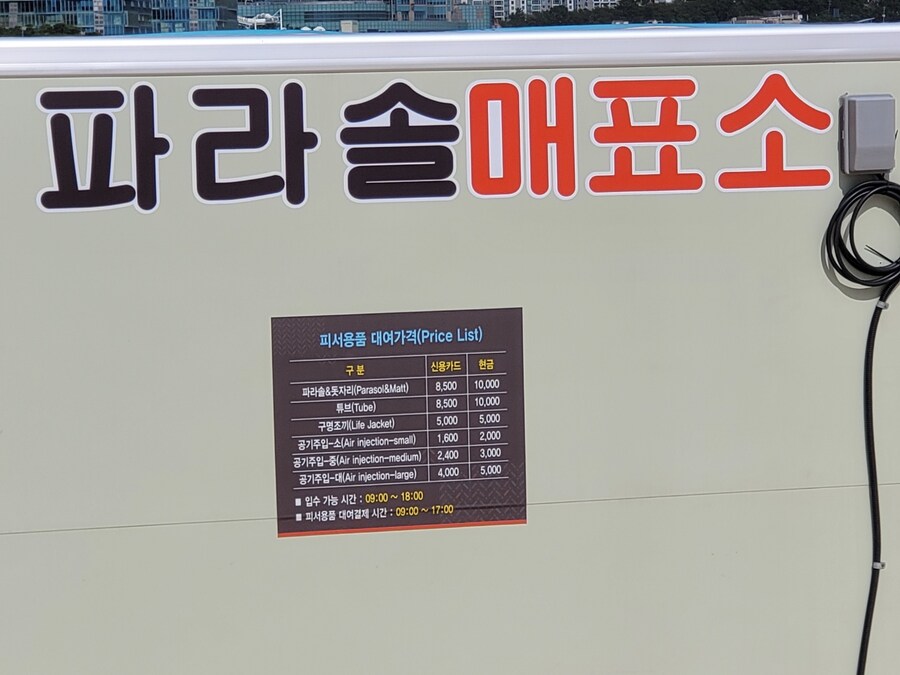 파라솔매표소
피서용품 대여가격(Price List)
구 분 신용카드 현금
파라솔&돗자리(Parasol&Matt) 8,500 10,000
튜브(Tube) 8,500 10,000
구명조끼(Life Jacket) 5,000 5,000
공기주입-소(Air injection-small) 1,600 2,000
공기주입-중(Air injection-medium) 2,400 3,000
공기주입-대(Air injection-large) 4,000 5,000
■ 입수 가능 시간 : 09:00 ~ 18:00
■ 피서용품 대여결제 시간 : 09:00 ~ 17:00